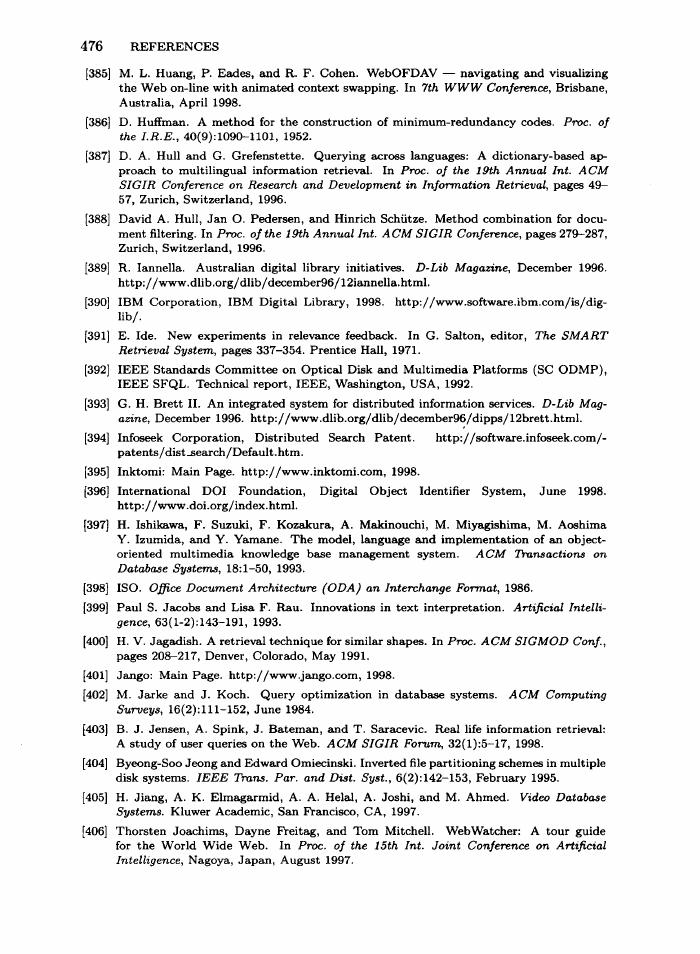 476 REFERENCES
[385] M. L. Huang, P. Eades, and R. F. Cohen. WebOFDAV — navigating and visualizing
the Web on-line with animated context swapping. In 7th WWW Conference, Brisbane,
Australia, April 1998.
[386] D. Huffman. A method for the construction of minimum-redundancy codes. Proc. of
the I.R.E., 40(9):1090–1101, 1952.
[387] D. A. Hull and G. Grefenstette. Querying across languages: A dictionary-based ap-
proach to multilingual information retrieval. In Proc. of the 19th Annual Int. ACM
SIGIR Conference on Research and Development in Information Retrieval, pages 49–
57, Zurich, Switzerland, 1996.
[388] David A. Hull, Jan O. Pedersen, and Hinrich Schütze. Method combination for docu-
ment filtering. In Proc. of the 19th Annual Int. ACM SIGIR Conference, pages 279–287,
Zurich, Switzerland, 1996.
[389] R. Iannella. Australian digital library initiatives. D-Lib Magazine, December 1996.
http://www.dlib.org/dlib/december96/12iannella.html.
[390] IBM Corporation, IBM Digital Library, 1998. http://www.software.ibm.com/is/dig-
lib/.
[391] E. Ide. New experiments in relevance feedback. In G. Salton, editor, The SMART
Retrieval System, pages 337–354. Prentice Hall, 1971.
[392] IEEE Standards Committee on Optical Disk and Multimedia Platforms (SC ODMP),
IEEE SFQL. Technical report, IEEE, Washington, USA, 1992.
[393] G. H. Brett II. An integrated system for distributed information services. D-Lib Mag-
azine, December 1996. http://www.dlib.org/dlib/december96/dipps/12brett.html.
[394] Infoseek Corporation, Distributed Search Patent. http://software.infoseek.com/-
patents/dist_search/Default.htm.
[395] Inktomi: Main Page. http://www.inktomi.com, 1998.
[396] International DOI Foundation, Digital Object Identifier System, June 1998.
http://www.doi.org/index.html.
[397] H. Ishikawa, F. Suzuki, F. Kozakura, A. Makinouchi, M. Miyagishima, M. Aoshima
Y. Izumida, and Y. Yamane. The model, language and implementation of an object-
oriented multimedia knowledge base management system. ACM Transactions on
Database Systems, 18:1–50, 1993.
[398] ISO. Office Document Architecture (ODA) an Interchange Format, 1986.
[399] Paul S. Jacobs and Lisa F. Rau. Innovations in text interpretation. Artificial Intelli-
gence, 63(1-2):143–191, 1993.
[400] H. V. Jagadish. A retrieval technique for similar shapes. In Proc. ACM SIGMOD Conf.,
pages 208–217, Denver, Colorado, May 1991.
[401] Jango: Main Page. http://www.jango.com, 1998.
[402] M. Jarke and J. Koch. Query optimization in database systems. ACM Computing
Surveys, 16(2):111–152, June 1984.
[403] B. J. Jensen, A. Spink, J. Bateman, and T. Saracevic. Real life information retrieval:
A study of user queries on the Web. ACM SIGIR Forum, 32(1):5–17, 1998.
[404] Byeong-Soo Jeong and Edward Omiecinski. Inverted file partitioning schemes in multiple
disk systems. IEEE Trans. Par. and Dist. Syst., 6(2):142–153, February 1995.
[405] H. Jiang, A. K. Elmagarmid, A. A. Helal, A. Joshi, and M. Ahmed. Video Database
Systems. Kluwer Academic, San Francisco, CA, 1997.
[406] Thorsten Joachims, Dayne Freitag, and Tom Mitchell. WebWatcher: A tour guide
for the World Wide Web. In Proc. of the 15th Int. Joint Conference on Artificial
Intelligence, Nagoya, Japan, August 1997.